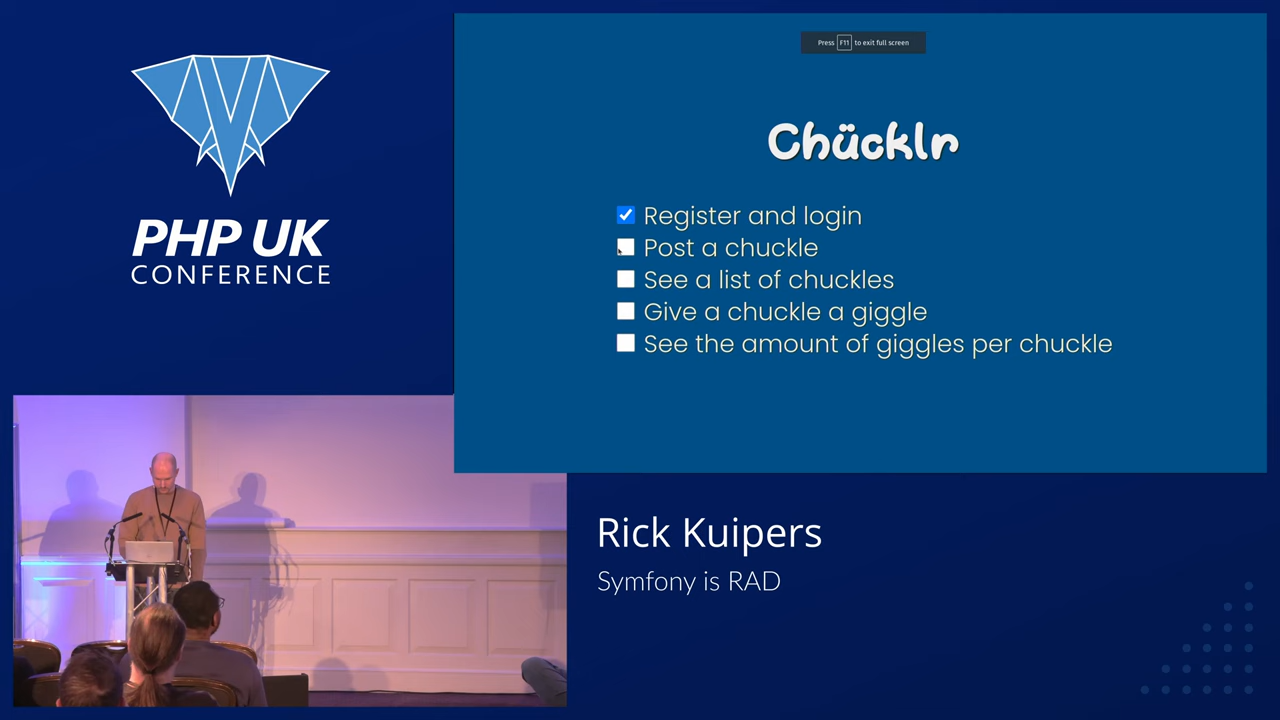 PHP UK
CONFERENCE
Press F11 to exit full screen
Chücklr
Register and login
Post a chuckle
See a list of chuckles
Give a chuckle a giggle
See the amount of giggles per chuckle
Rick Kuipers
Symfony is RAD